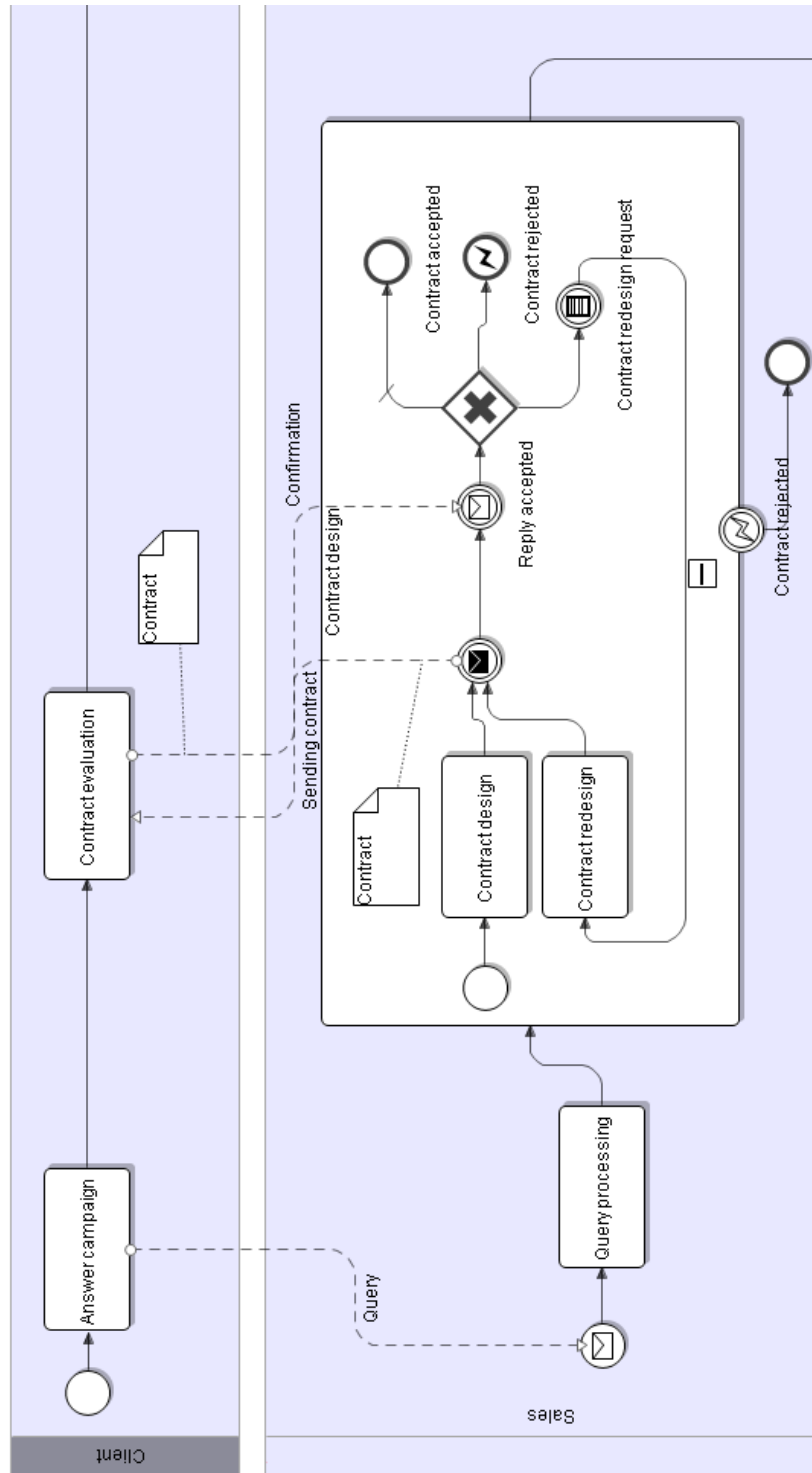 Client
Answer campaign
Contract evaluation
Contract
Query
Sending contract
Confirmation
Sales
Query processing
Contract design
Contract
Contract design
Contract redesign
Reply accepted
Contract accepted
Contract rejected
Contract redesign request
Contract rejected